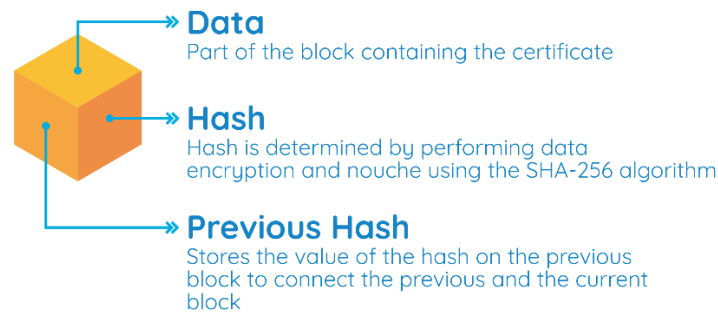 Data
Part of the block containing the certificate
Hash
Hash is determined by performing data
encryption and nouche using the SHA-256 algorithm
Previous Hash
Stores the value of the hash on the previous
block to connect the previous and the current
block